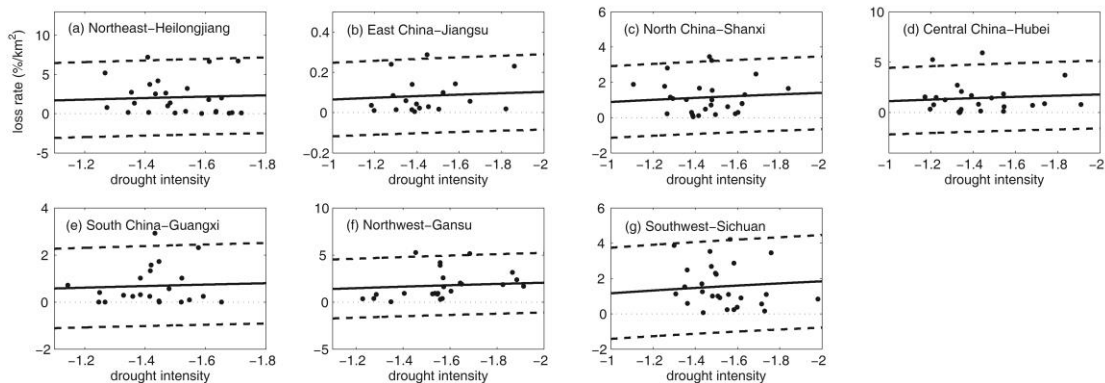 (a) Northeast−Heilongjiang
loss rate (%/km²)
10
5
0
−5
−1.2 −1.4 −1.6 −1.8
drought intensity
(b) East China−Jiangsu
0.4
0.2
0
−0.2
−1 −1.2 −1.4 −1.6 −1.8 −2
drought intensity
(c) North China−Shanxi
6
4
2
0
−2
−1 −1.2 −1.4 −1.6 −1.8 −2
drought intensity
(d) Central China−Hubei
10
5
0
−5
−1 −1.2 −1.4 −1.6 −1.8 −2
drought intensity
(e) South China−Guangxi
4
2
0
−2
−1.2 −1.4 −1.6 −1.8
drought intensity
(f) Northwest−Gansu
10
5
0
−5
−1.2 −1.4 −1.6 −1.8
drought intensity
(g) Southwest−Sichuan
6
4
2
0
−2
−1 −1.2 −1.4 −1.6 −1.8 −2
drought intensity